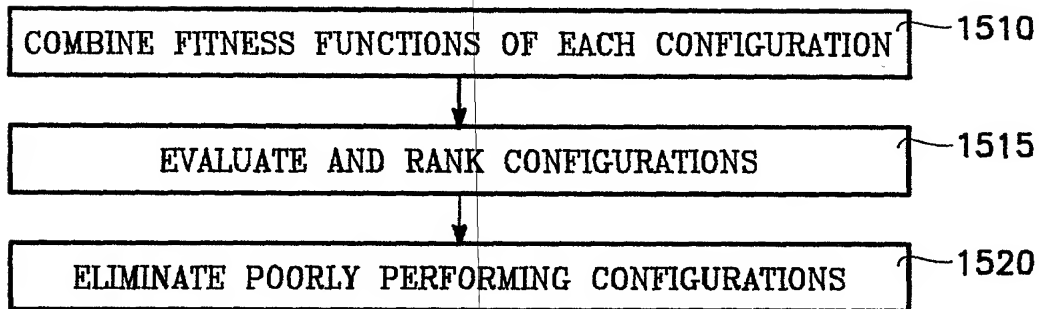 COMBINE FITNESS FUNCTIONS OF EACH CONFIGURATION 1510
EVALUATE AND RANK CONFIGURATIONS 1515
ELIMINATE POORLY PERFORMING CONFIGURATIONS 1520